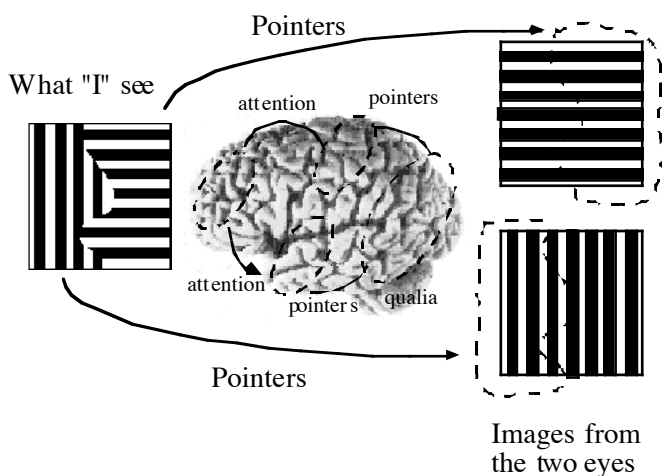 Pointers
What "I" see
attention
pointers
attention
pointers
qualia
Pointers
Images from
the two eyes